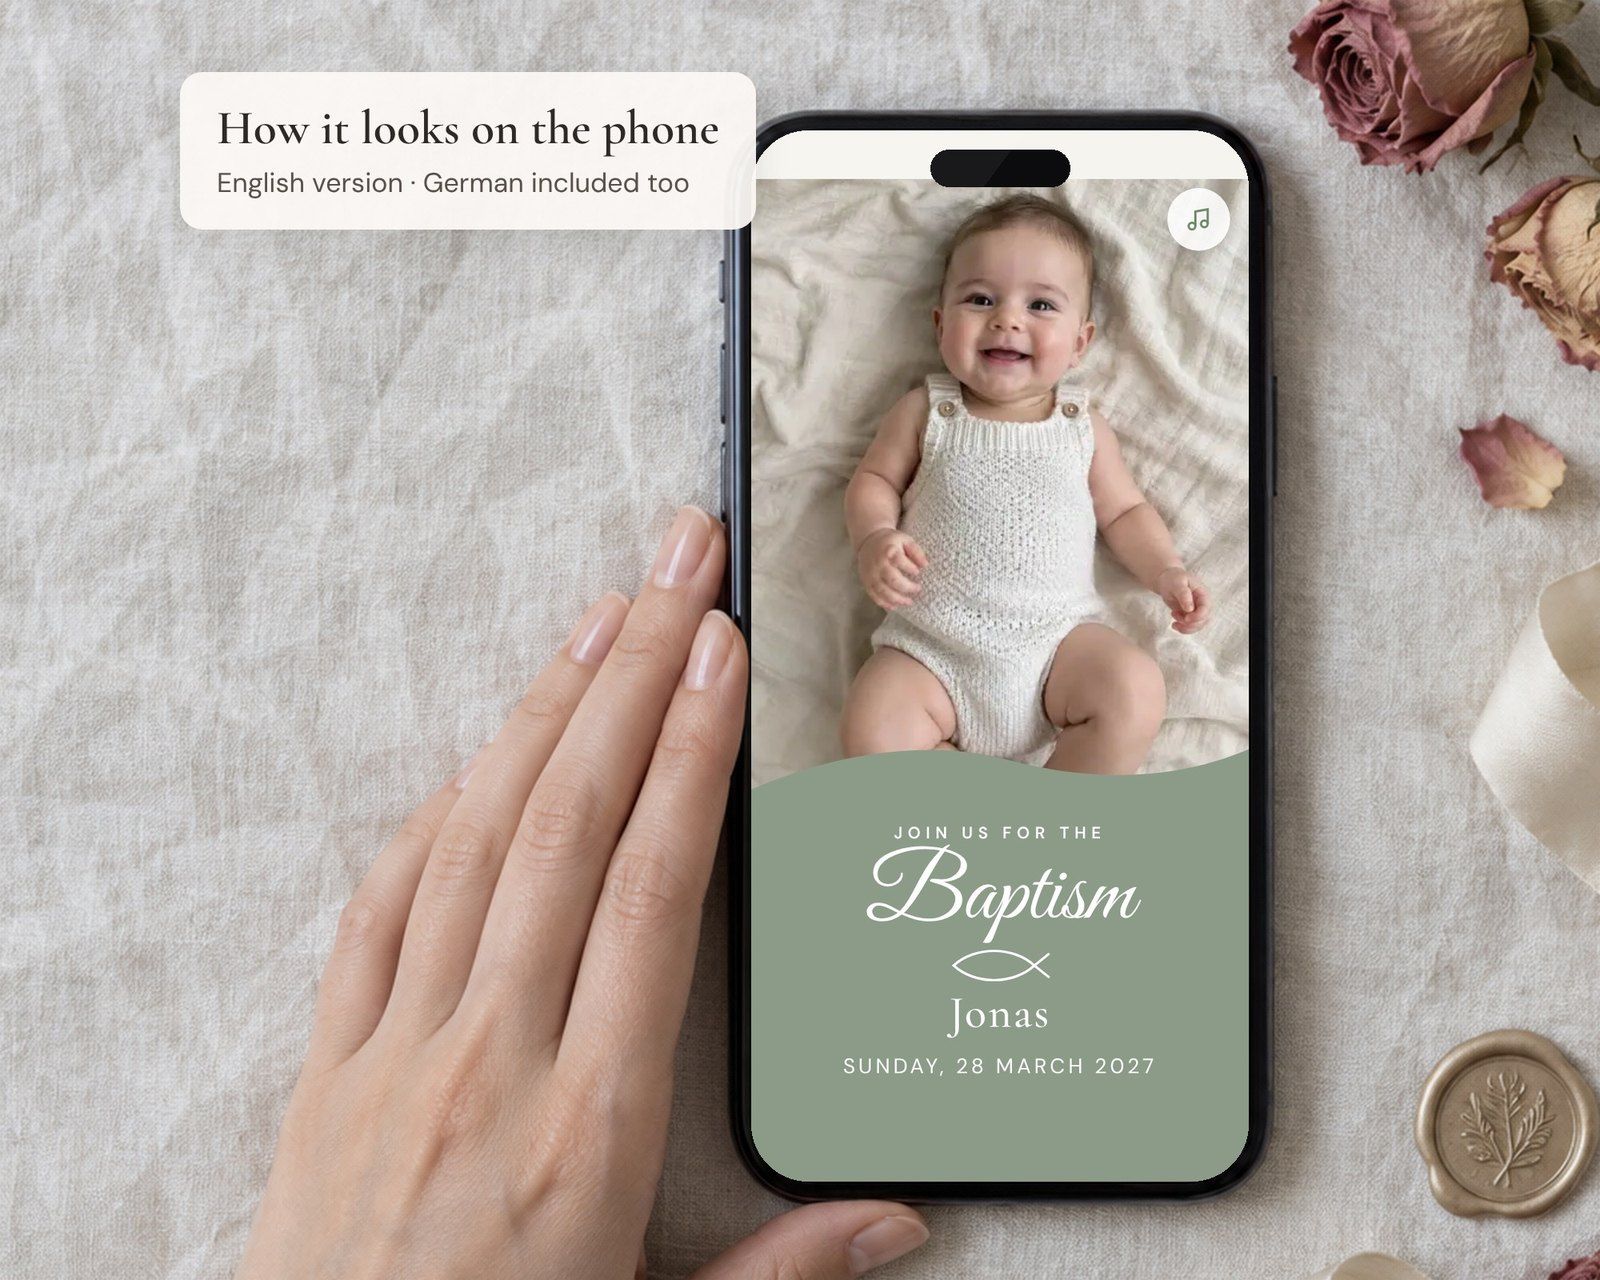 How it looks on the phone
English version · German included too
JOIN US FOR THE
Baptism
Jonas
SUNDAY, 28 MARCH 2027